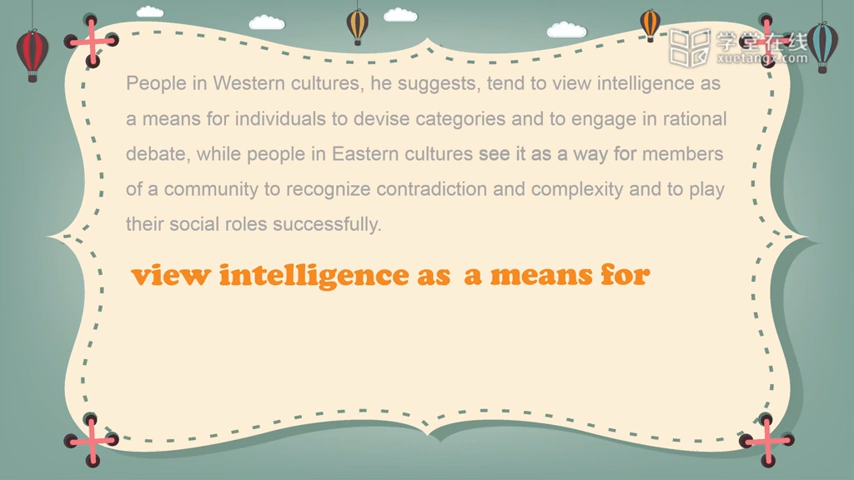 学堂在线
xuetangz.com
People in Western cultures, he suggests, tend to view intelligence as
a means for individuals to devise categories and to engage in rational
debate, while people in Eastern cultures see it as a way for members
of a community to recognize contradiction and complexity and to play
their social roles successfully.
view intelligence as a means for